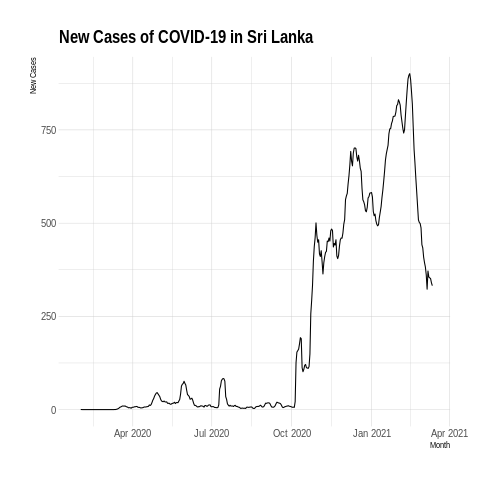 New Cases of COVID-19 in Sri Lanka
New Cases
750
500
250
0
Apr 2020 Jul 2020 Oct 2020 Jan 2021 Apr 2021
Month